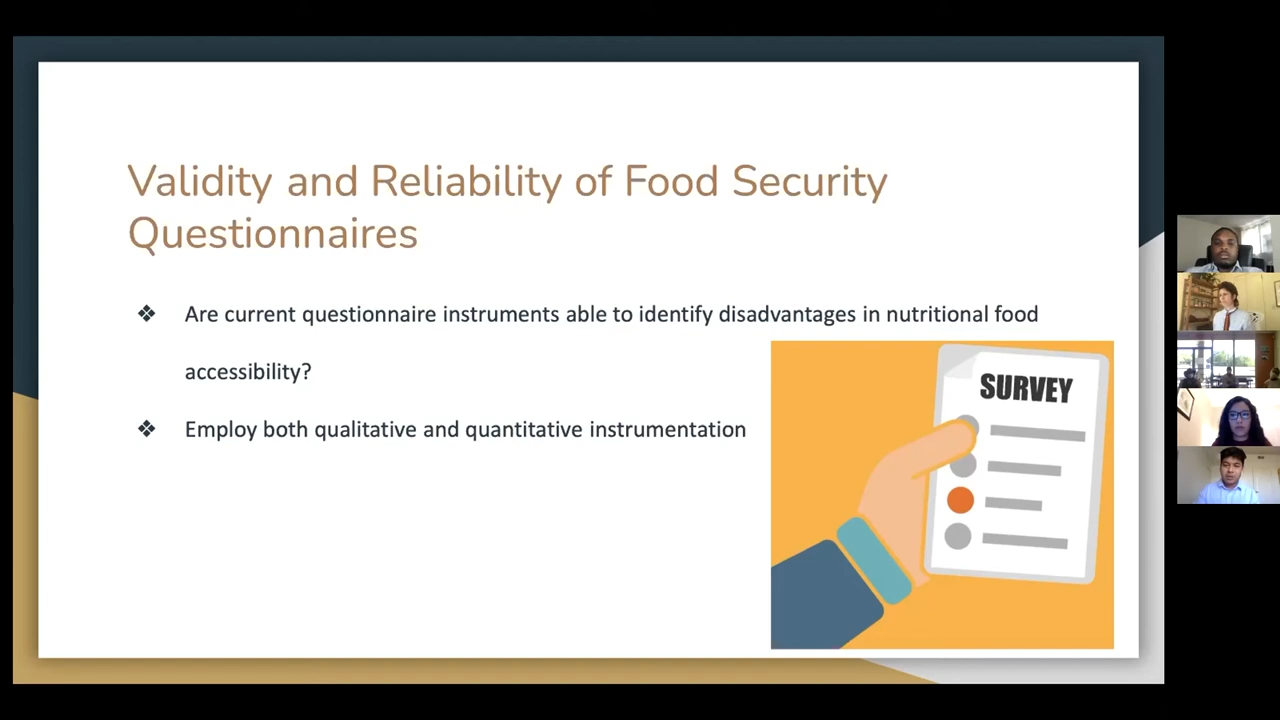 Validity and Reliability of Food Security
Questionnaires
❖ Are current questionnaire instruments able to identify disadvantages in nutritional food
accessibility?
❖ Employ both qualitative and quantitative instrumentation
SURVEY